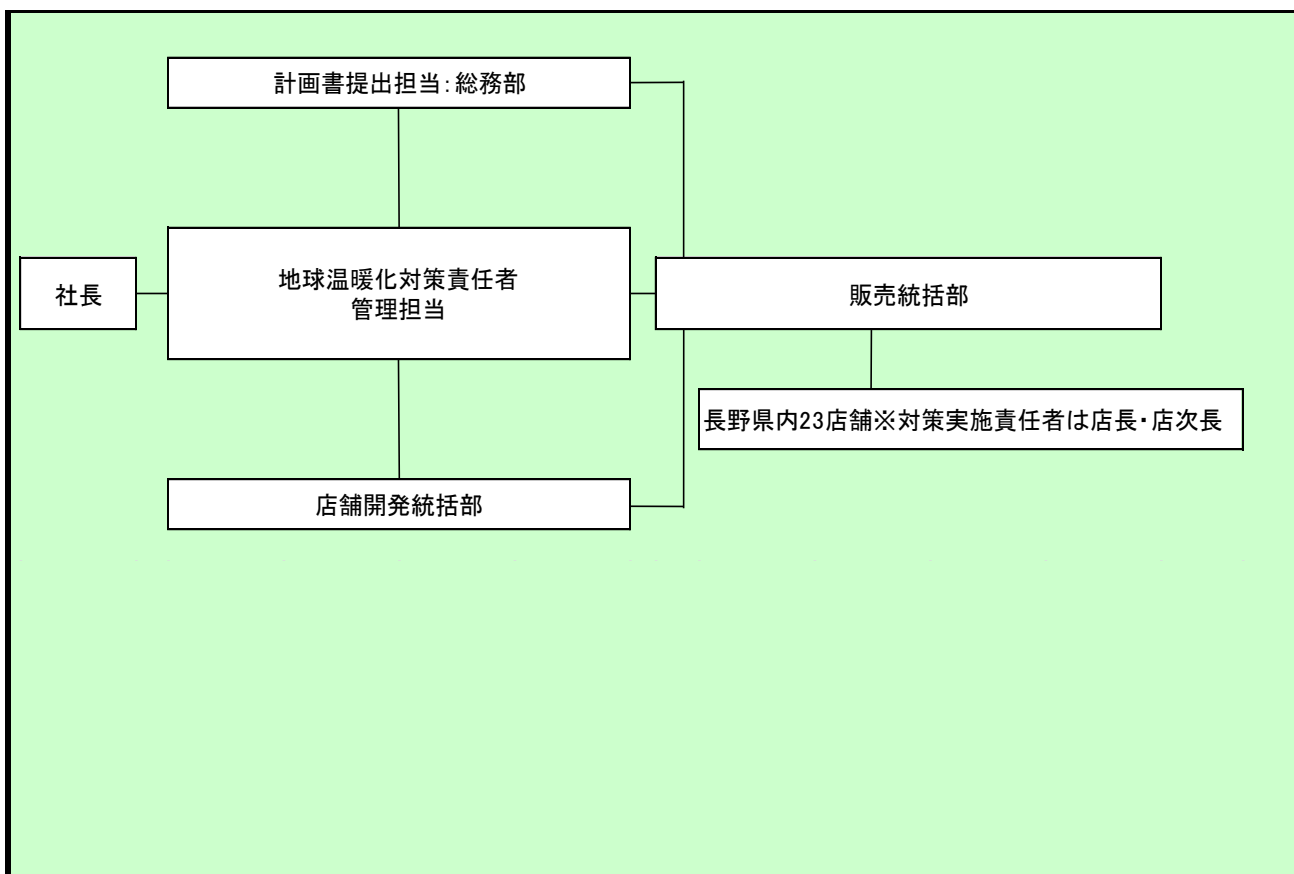 計画書提出担当：総務部
社長
地球温暖化対策責任者
管理担当
販売統括部
長野県内23店舗※対策実施責任者は店長・店次長
店舗開発統括部